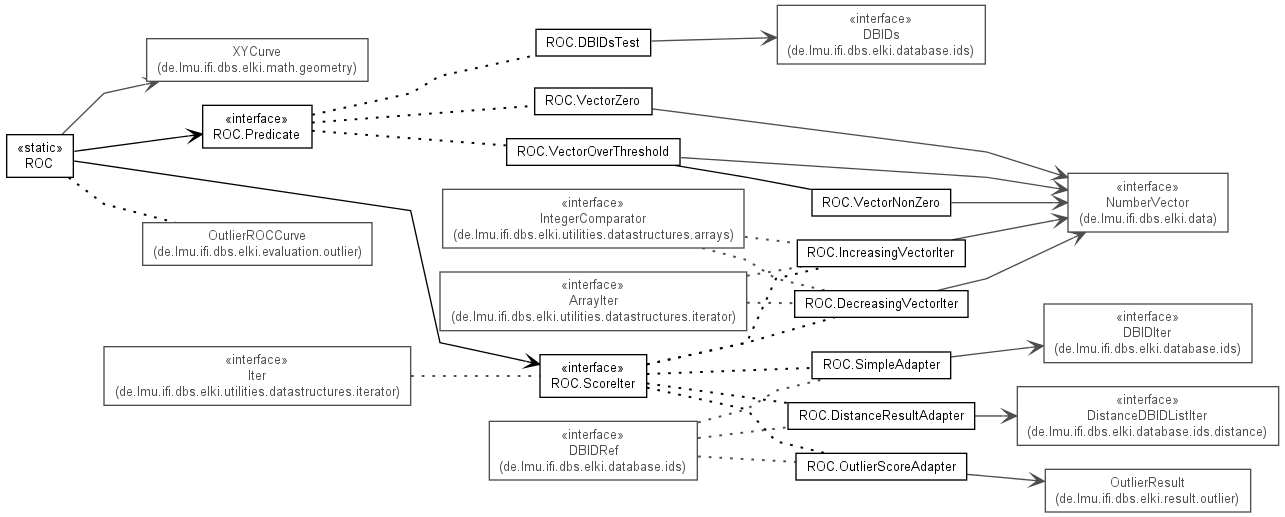 «interface»
DBIDs
(de.lmu.ifi.dbs.elki.database.ids)
ROC.DBIDsTest
XYCurve
(de.lmu.ifi.dbs.elki.math.geometry)
ROC.VectorZero
«interface»
ROC.Predicate
«static»
ROC
ROC.VectorOverThreshold
«interface»
NumberVector
(de.lmu.ifi.dbs.elki.data)
ROC.VectorNonZero
«interface»
IntegerComparator
(de.lmu.ifi.dbs.elki.utilities.datastructures.arrays)
OutlierROCCurve
(de.lmu.ifi.dbs.elki.evaluation.outlier)
ROC.IncreasingVectorIter
«interface»
ArrayIter
(de.lmu.ifi.dbs.elki.utilities.datastructures.iterator)
ROC.DecreasingVectorIter
«interface»
DBIDIter
(de.lmu.ifi.dbs.elki.database.ids)
«interface»
Iter
(de.lmu.ifi.dbs.elki.utilities.datastructures.iterator)
«interface»
ROC.ScoreIter
ROC.SimpleAdapter
«interface»
DistanceDBIDListIter
(de.lmu.ifi.dbs.elki.database.ids.distance)
ROC.DistanceResultAdapter
«interface»
DBIDRef
(de.lmu.ifi.dbs.elki.database.ids)
ROC.OutlierScoreAdapter
OutlierResult
(de.lmu.ifi.dbs.elki.result.outlier)